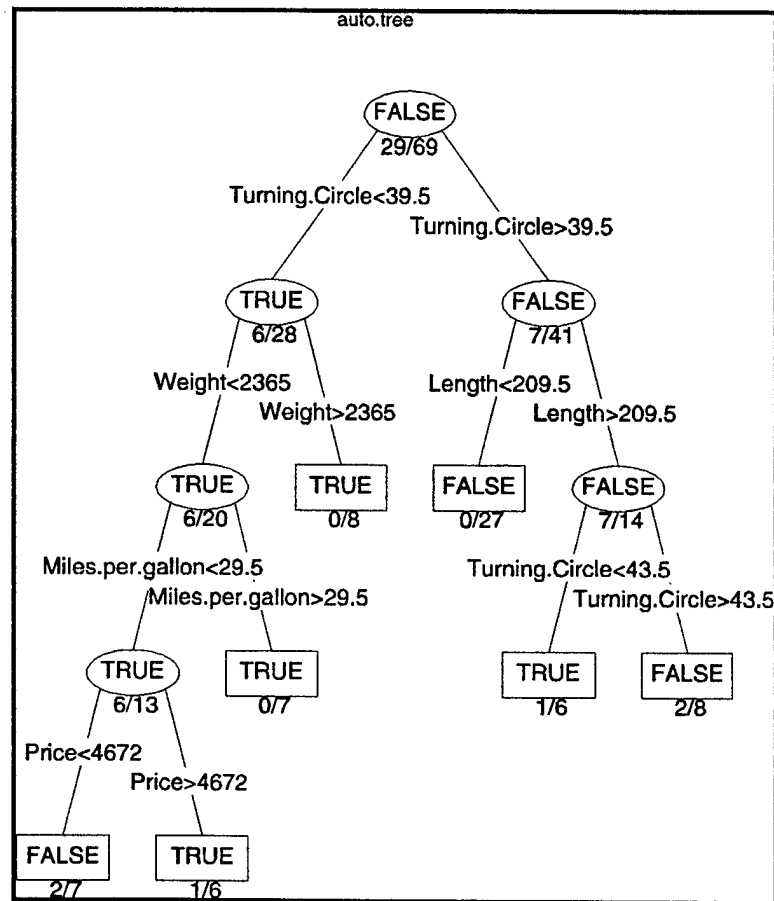 auto.tree
FALSE
29/69
Turning.Circle<39.5
Turning.Circle>39.5
TRUE
6/28
FALSE
7/41
Weight<2365
Weight>2365
Length<209.5
Length>209.5
TRUE
6/20
TRUE
0/8
FALSE
0/27
FALSE
7/14
Miles.per.gallon<29.5
Miles.per.gallon>29.5
Turning.Circle<43.5
Turning.Circle>43.5
TRUE
6/13
TRUE
0/7
TRUE
1/6
FALSE
2/8
Price<4672
Price>4672
FALSE
2/7
TRUE
1/6